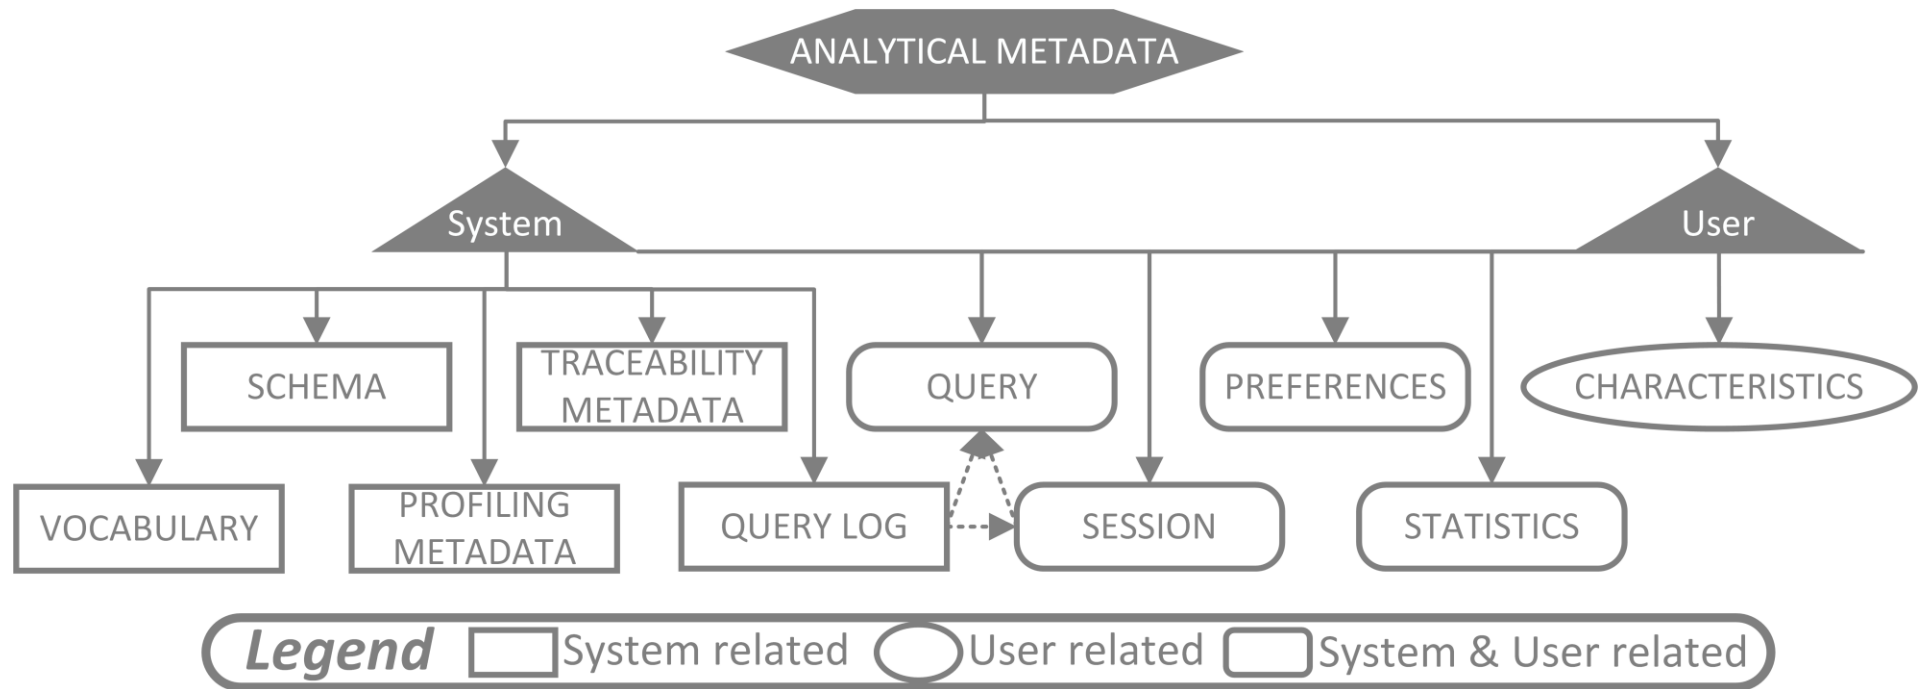 ANALYTICAL METADATA
System
User
SCHEMA
TRACEABILITY
METADATA
QUERY
PREFERENCES
CHARACTERISTICS
VOCABULARY
PROFILING
METADATA
QUERY LOG
SESSION
STATISTICS
Legend System related User related System & User related